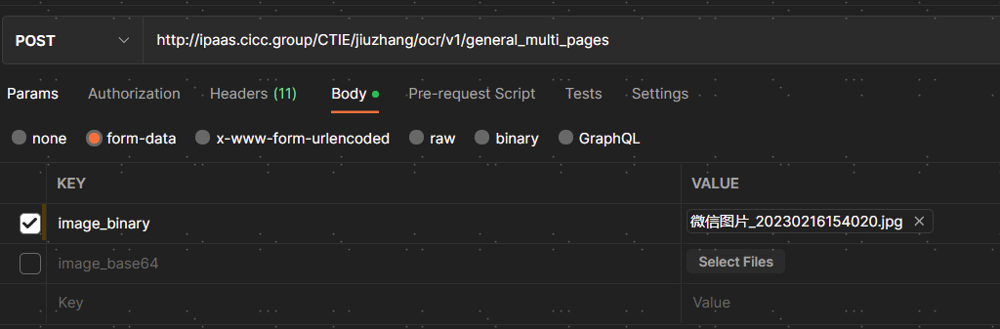 POST http://ipaas.cicc.group/CTIE/jiuzhang/ocr/v1/general_multi_pages
Params Authorization Headers (11) Body Pre-request Script Tests Settings
none form-data x-www-form-urlencoded raw binary GraphQL
KEY VALUE
image_binary 微信图片_20230216154020.jpg ×
image_base64 Select Files
Key Value